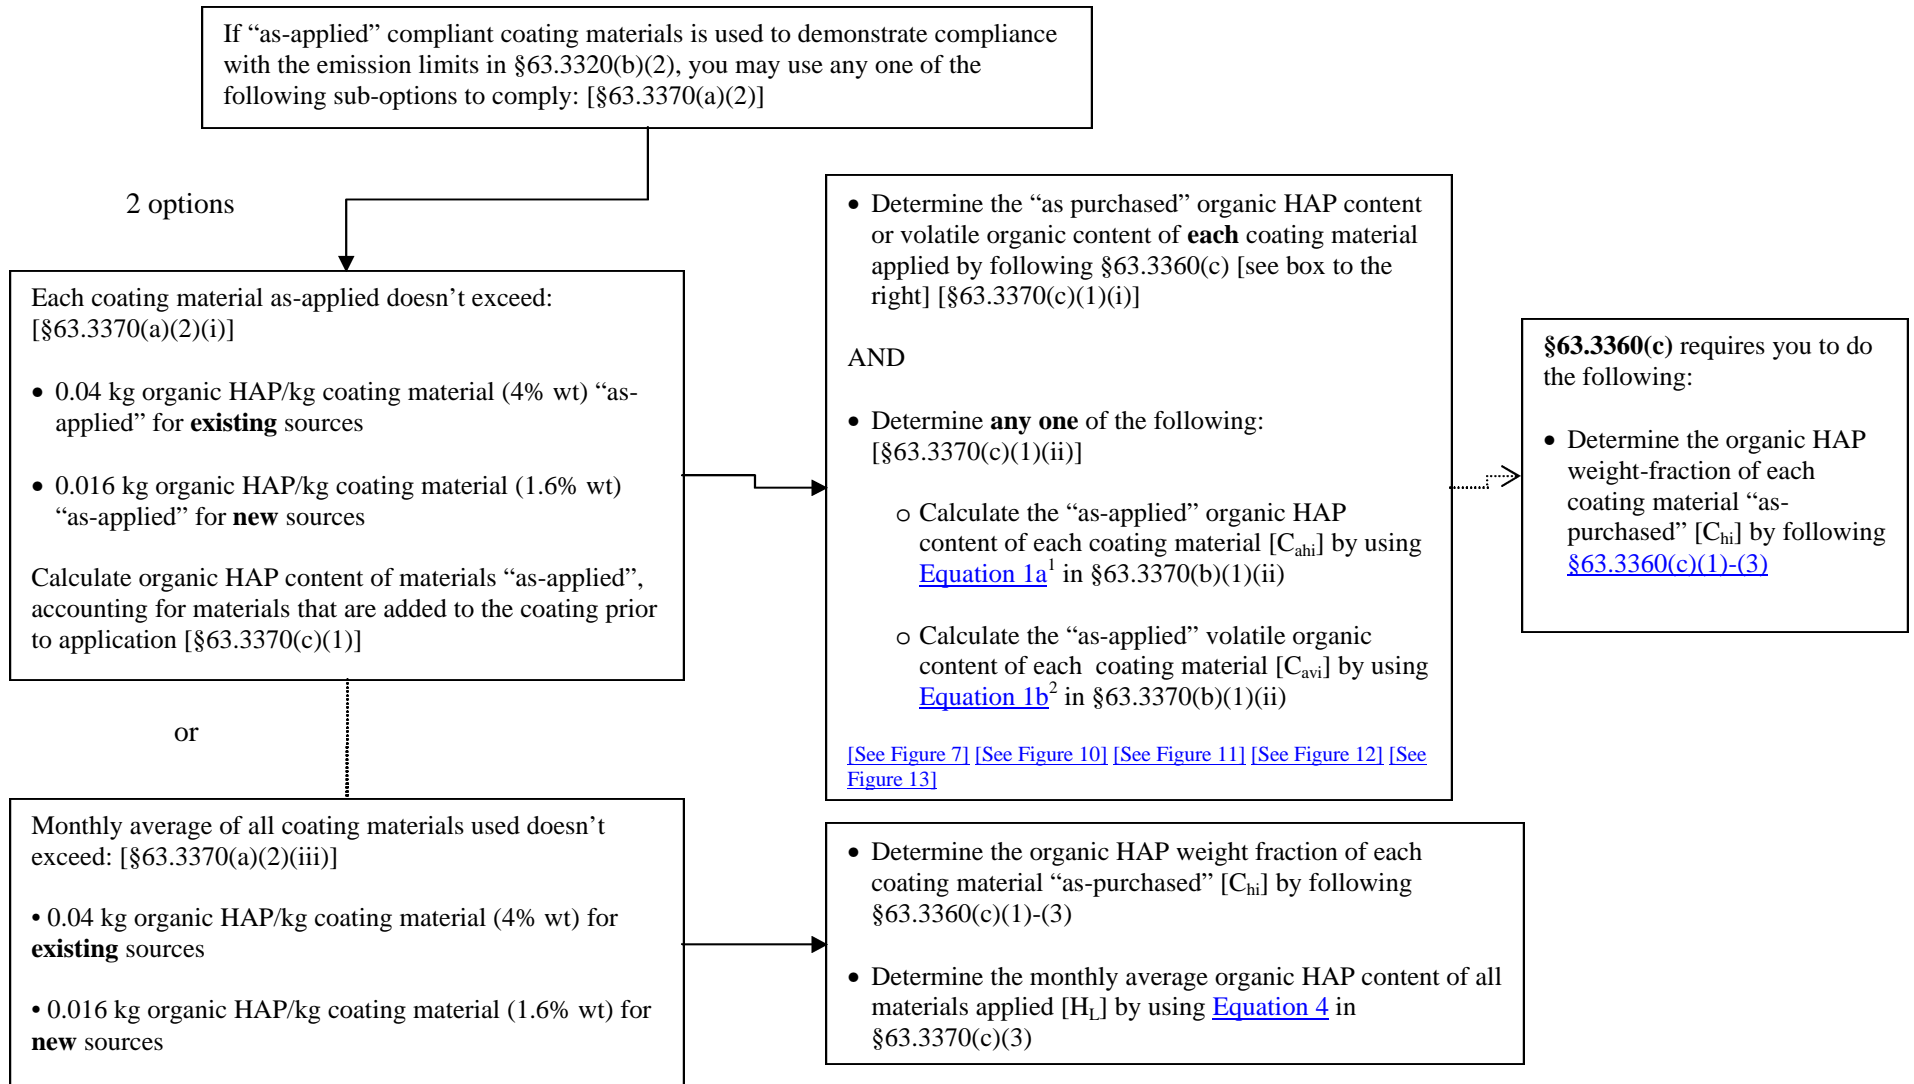 If “as-applied” compliant coating materials is used to demonstrate compliance
with the emission limits in §63.3320(b)(2), you may use any one of the
following sub-options to comply: [§63.3370(a)(2)]
2 options
Each coating material as-applied doesn’t exceed:
[§63.3370(a)(2)(i)]
• 0.04 kg organic HAP/kg coating material (4% wt) “as-
applied” for existing sources
• 0.016 kg organic HAP/kg coating material (1.6% wt)
“as-applied” for new sources
Calculate organic HAP content of materials “as-applied”,
accounting for materials that are added to the coating prior
to application [§63.3370(c)(1)]
• Determine the “as purchased” organic HAP content
or volatile organic content of each coating material
applied by following §63.3360(c) [see box to the
right] [§63.3370(c)(1)(i)]
AND
• Determine any one of the following:
[§63.3370(c)(1)(ii)]
o Calculate the “as-applied” organic HAP
content of each coating material [Cahi] by using
Equation 1a1 in §63.3370(b)(1)(ii)
o Calculate the “as-applied” volatile organic
content of each coating material [Cavi] by using
Equation 1b2 in §63.3370(b)(1)(ii)
[See Figure 7] [See Figure 10] [See Figure 11] [See Figure 12] [See
Figure 13]
§63.3360(c) requires you to do
the following:
• Determine the organic HAP
weight-fraction of each
coating material “as-
purchased” [Chi] by following
§63.3360(c)(1)-(3)
or
Monthly average of all coating materials used doesn’t
exceed: [§63.3370(a)(2)(iii)]
• 0.04 kg organic HAP/kg coating material (4% wt) for
existing sources
• 0.016 kg organic HAP/kg coating material (1.6% wt) for
new sources
• Determine the organic HAP weight fraction of each
coating material “as-purchased” [Chi] by following
§63.3360(c)(1)-(3)
• Determine the monthly average organic HAP content of all
materials applied [HL] by using Equation 4 in
§63.3370(c)(3)